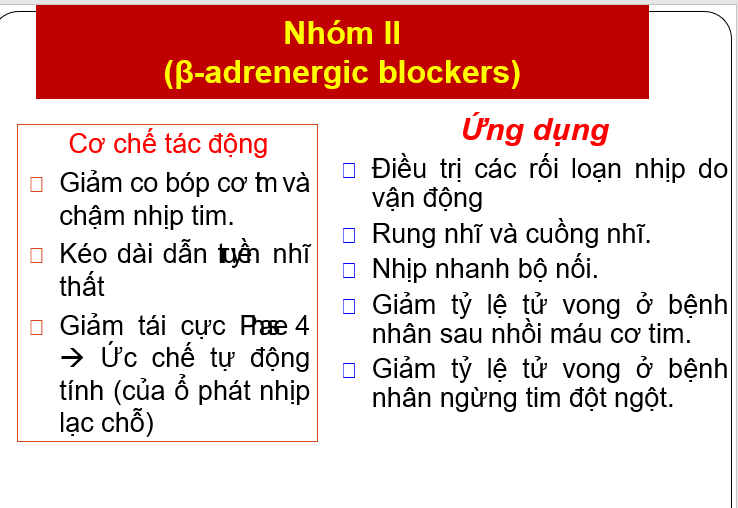 Nhóm II
(β-adrenergic blockers)
Cơ chế tác động
Giảm co bóp cơ tim và
chậm nhịp tim.
Kéo dài dẫn truyền nhĩ
thất
Giảm tái cực Phase 4
→ Ức chế tự động
tính (của ổ phát nhịp
lạc chỗ)
Ứng dụng
Điều trị các rối loạn nhịp do
vận động
Rung nhĩ và cuồng nhĩ.
Nhịp nhanh bộ nối.
Giảm tỷ lệ tử vong ở bệnh
nhân sau nhồi máu cơ tim.
Giảm tỷ lệ tử vong ở bệnh
nhân ngừng tim đột ngột.